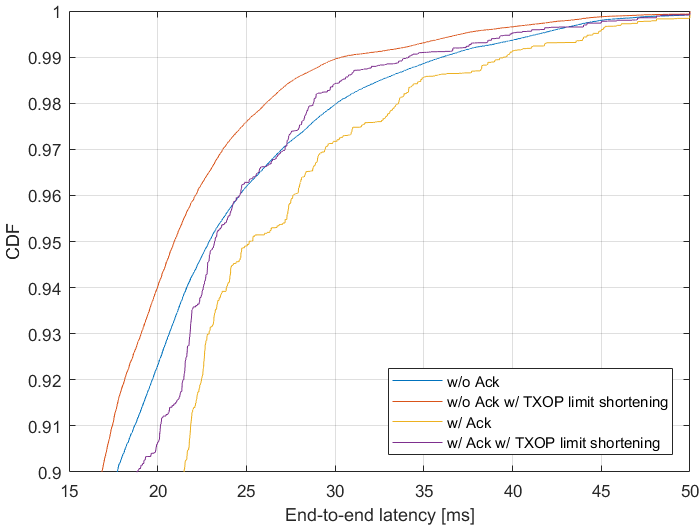 1
0.99
0.98
0.97
0.96
0.95
0.94
0.93
0.92
0.91
0.9
CDF
w/o Ack
w/o Ack w/ TXOP limit shortening
w/ Ack
w/ Ack w/ TXOP limit shortening
15 20 25 30 35 40 45 50
End-to-end latency [ms]